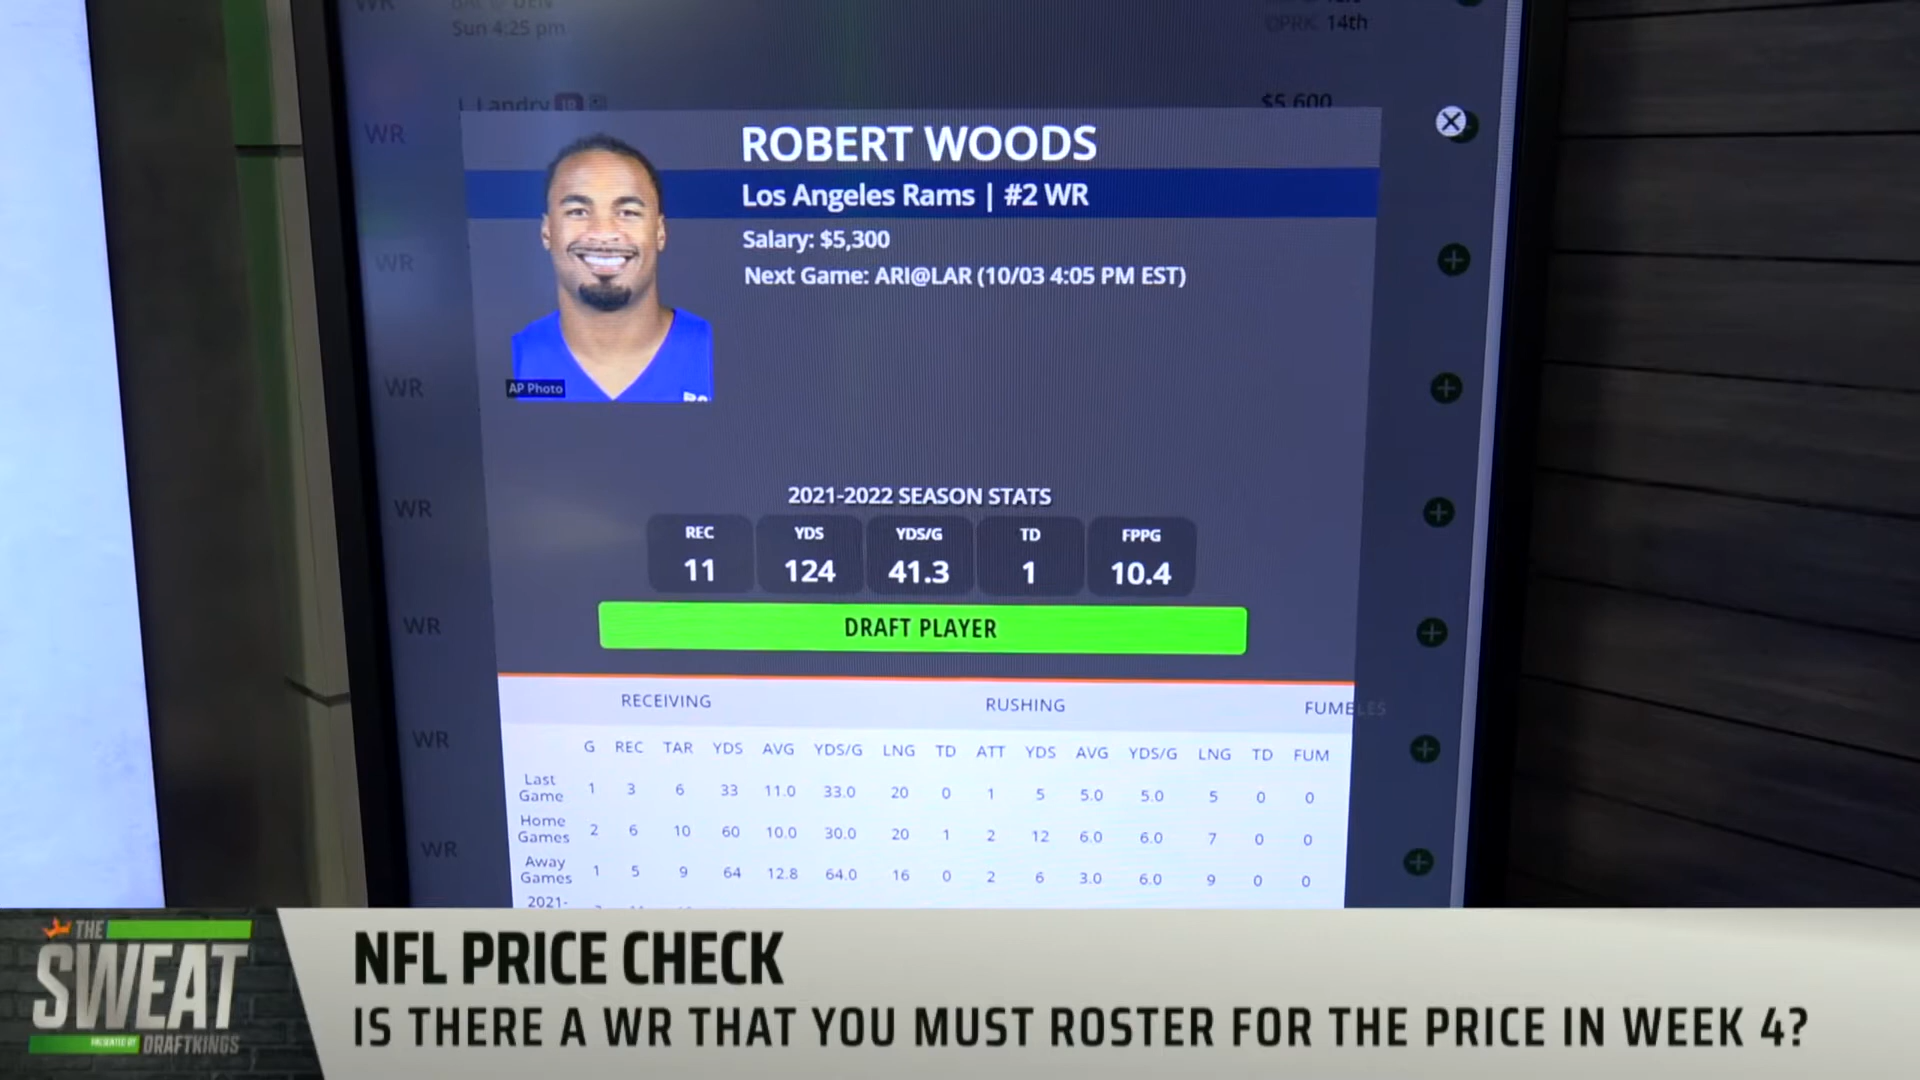 WR
DEN
Sun 4:25 pm
OPRK: 14th
Landry
$5,600
WR
ROBERT WOODS
Los Angeles Rams | #2 WR
Salary: $5,300
Next Game: ARI@LAR (10/03 4:05 PM EST)
WR
WR
AP Photo
2021-2022 SEASON STATS
WR
REC YDS YDS/G TD FPPG
11 124 41.3 1 10.4
WR
DRAFT PLAYER
RECEIVING RUSHING FUMBLES
WR
G REC TAR YDS AVG YDS/G LNG TD ATT YDS AVG YDS/G LNG TD FUM
Last Game 1 3 6 33 11.0 33.0 20 0 1 5 5.0 5.0 5 0 0
Home Games 2 6 10 60 10.0 30.0 20 1 2 12 6.0 6.0 7 0 0
WR
Away Games 1 5 9 64 12.8 64.0 16 0 2 6 3.0 6.0 9 0 0
2021-
THE
SWEAT
PRESENTED BY DRAFTKINGS
NFL PRICE CHECK
IS THERE A WR THAT YOU MUST ROSTER FOR THE PRICE IN WEEK 4?